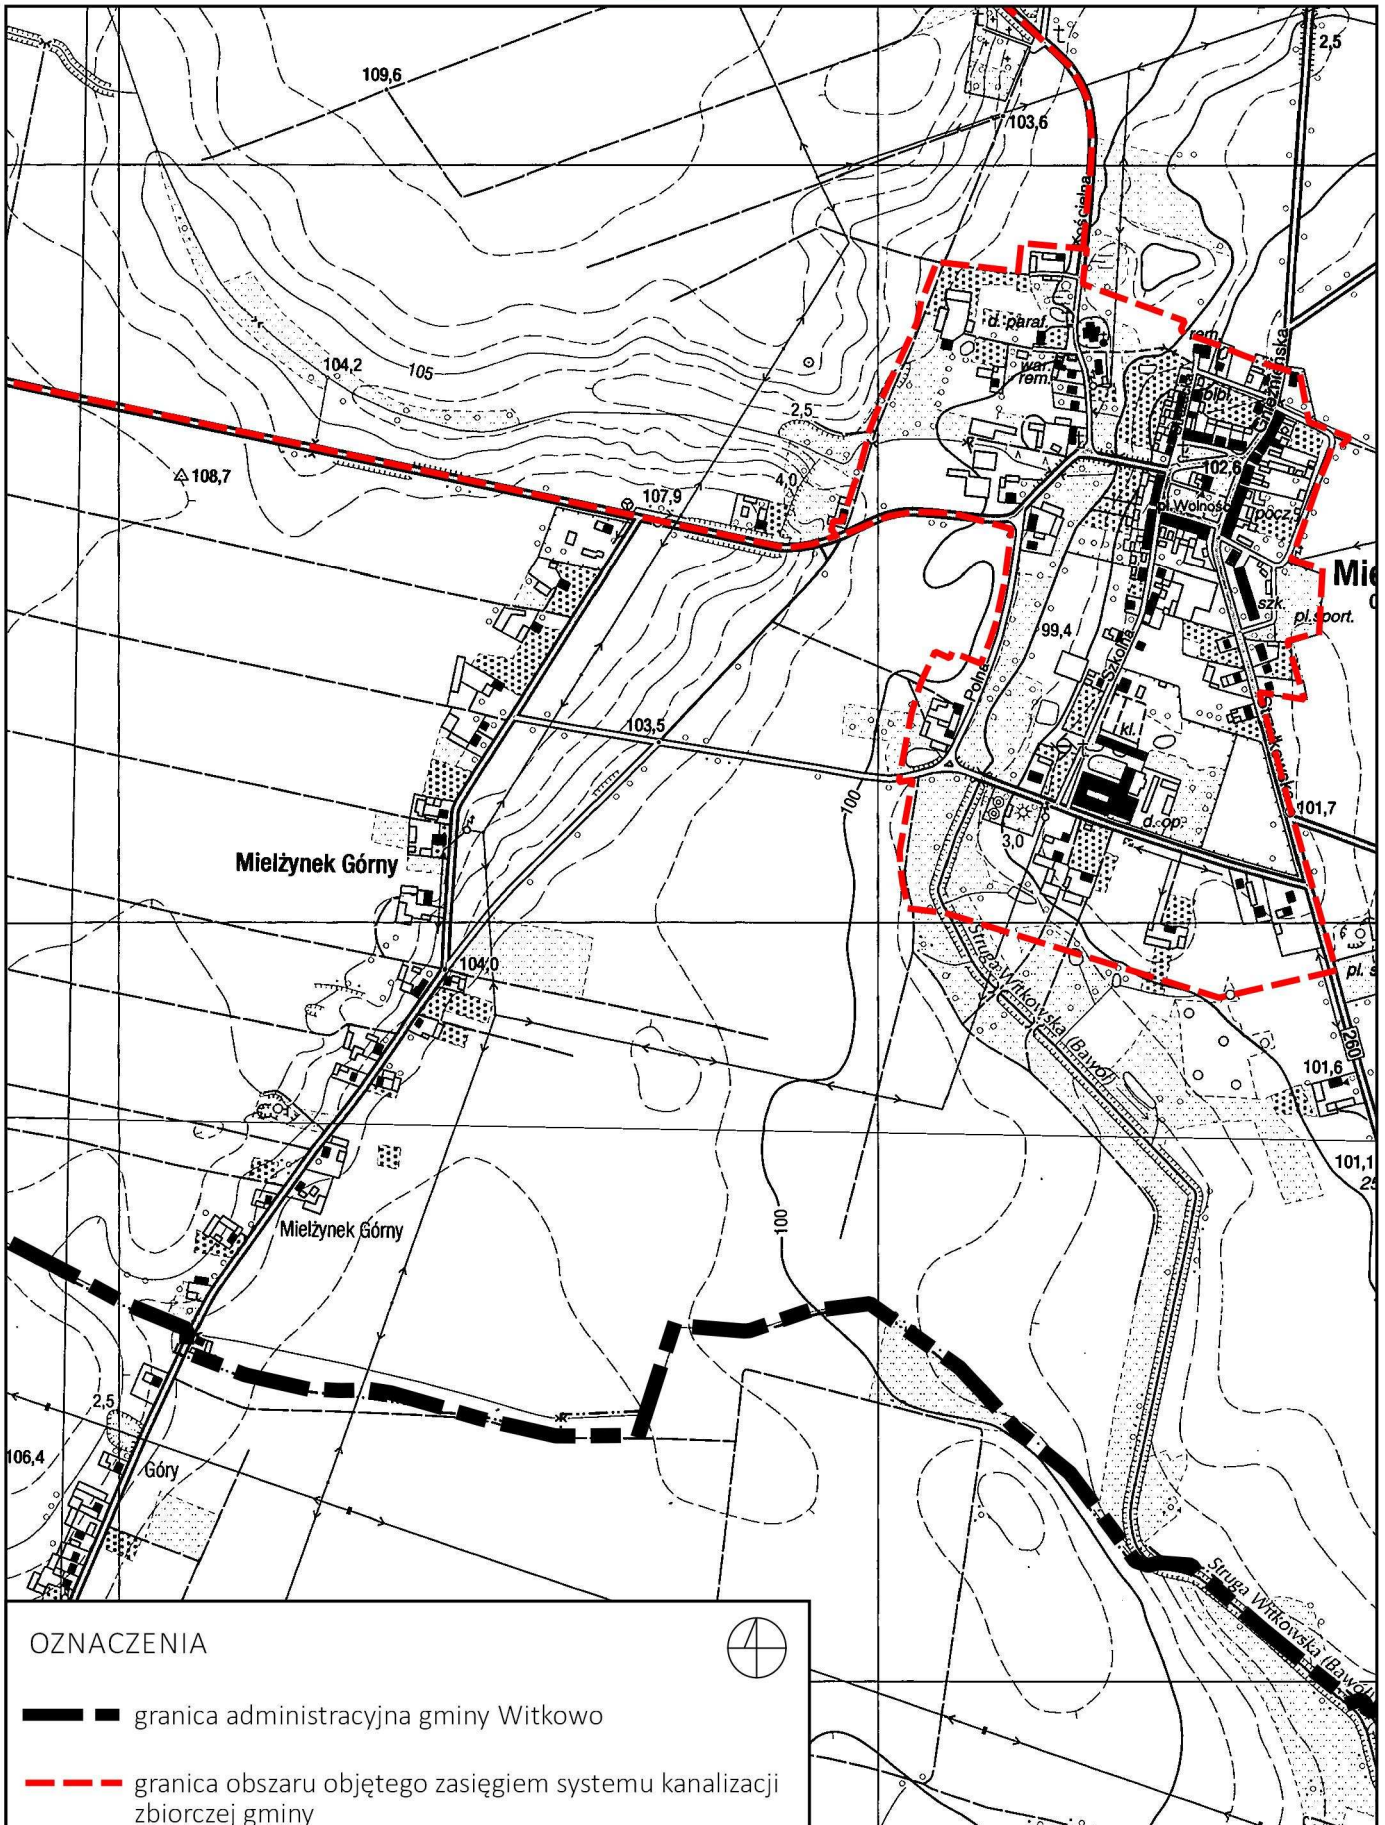 2,5
109,6
103,6
Kościelna
d. paraf.
rem.
104,2
105
war.
rem.
bibl.
2,5
108,7
102,6
4,0
107,9
pl. Wolności
pocz.
Mie
szk.
pl. sport.
99,4
Szkolna
Polna
103,5
kl.
100
101,7
d. op.
3,0
Mielżynek Górny
104,0
Struga Witkowska (Bawół)
pl. s
260
101,6
101,1
25
100
Mielżynek Górny
2,5
106,4
Góry
Struga Witkowska (Bawół)
OZNACZENIA
granica administracyjna gminy Witkowo
granica obszaru objętego zasięgiem systemu kanalizacji
zbiorczej gminy